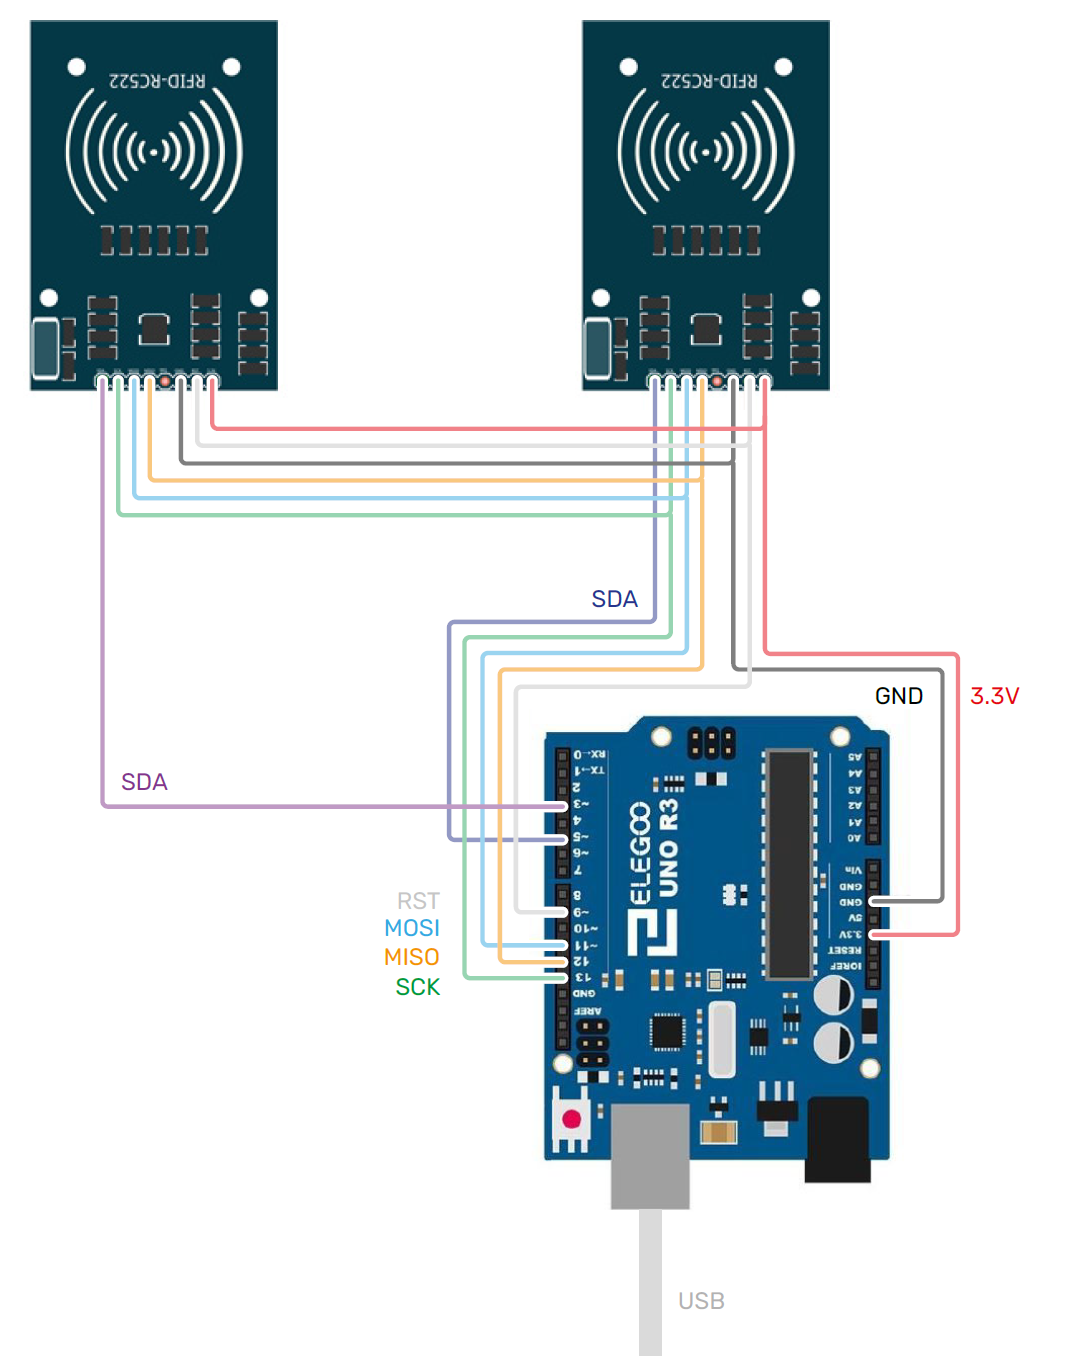 RFID-RC522
RFID-RC522
SDA
GND
3.3V
SDA
RX←0
TX→1
2
~3
4
~5
~6
7
8
~9
~10
~11
12
13
GND
AREF
ELEGOO
UNO R3
A5
A4
A3
A2
A1
A0
Vin
GND
GND
5V
3.3V
RESET
IOREF
RST
MOSI
MISO
SCK
USB